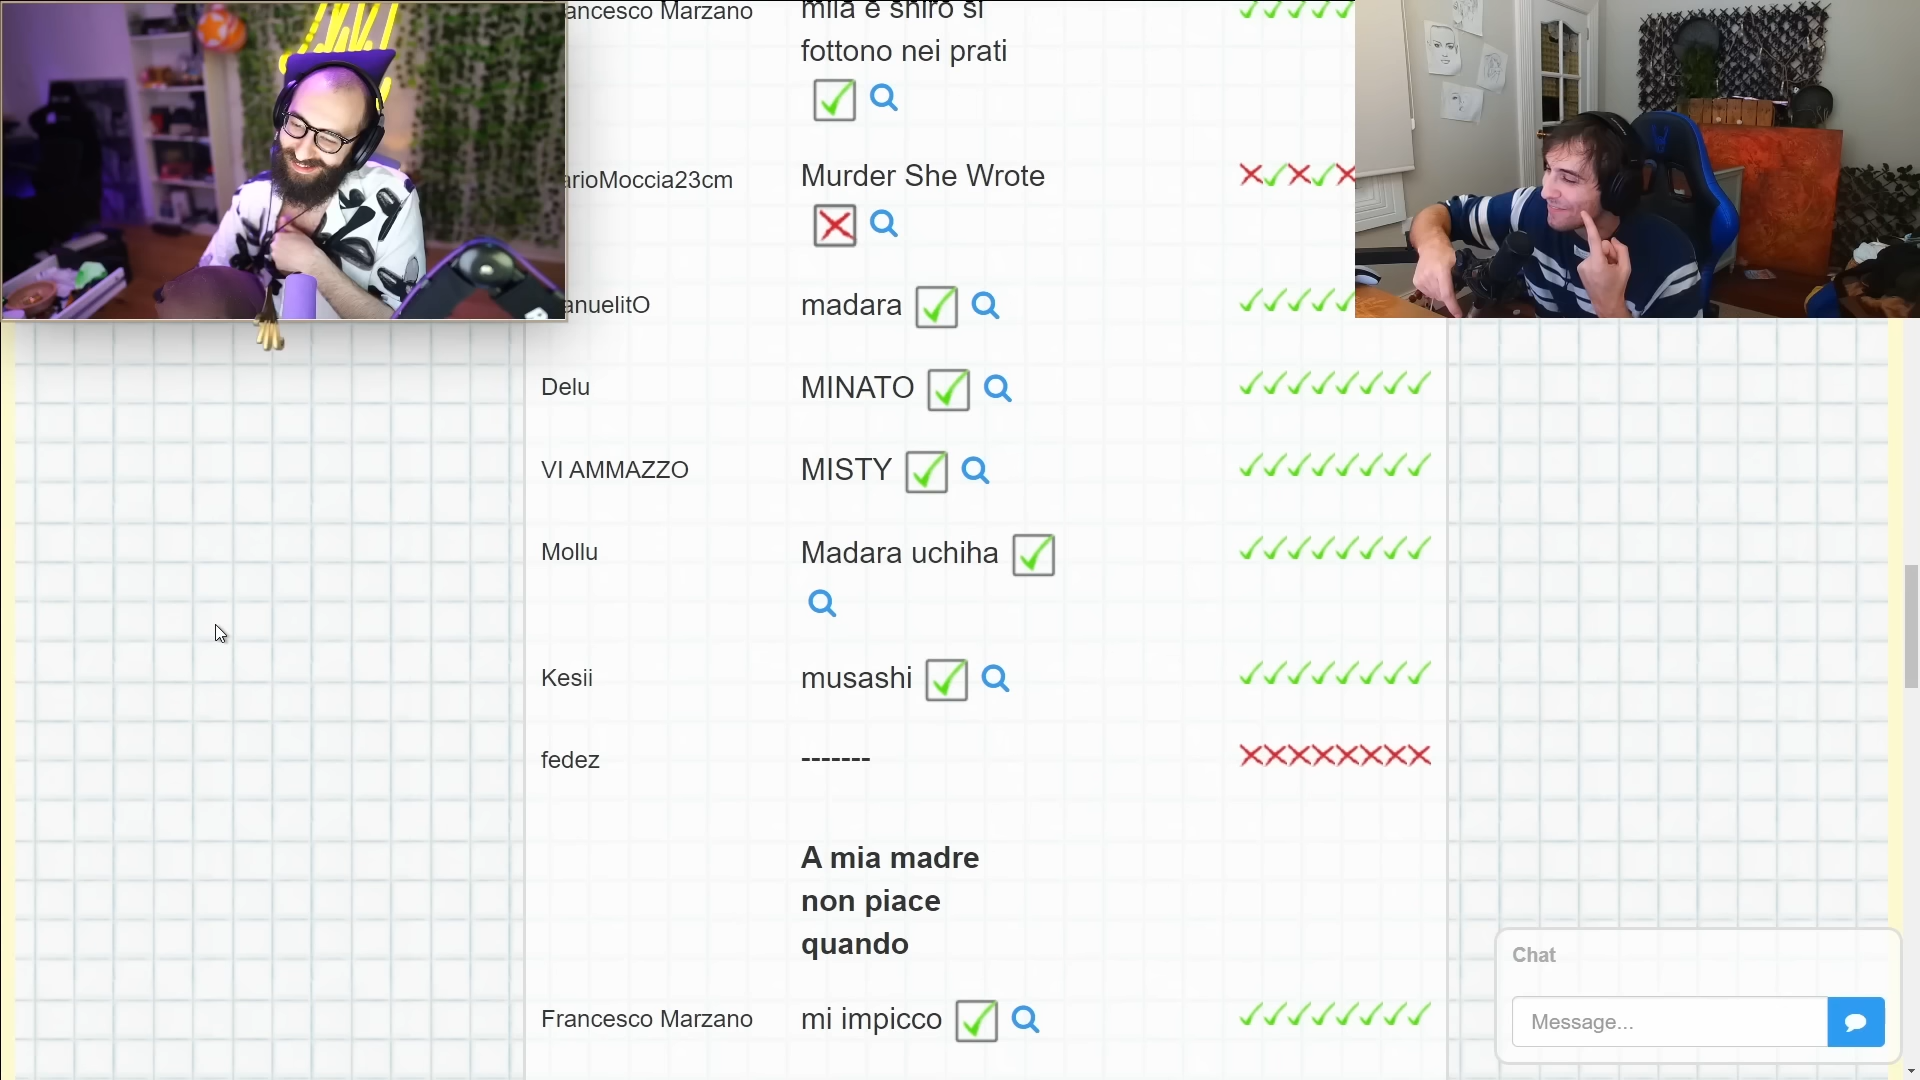 ancesco Marzano
mila e shiro si
fottono nei prati
arioMoccia23cm
Murder She Wrote
anuelitO
madara
Delu
MINATO
VI AMMAZZO
MISTY
Mollu
Madara uchiha
Kesii
musashi
fedez
-------
A mia madre
non piace
quando
Francesco Marzano
mi impicco
Chat
Message...